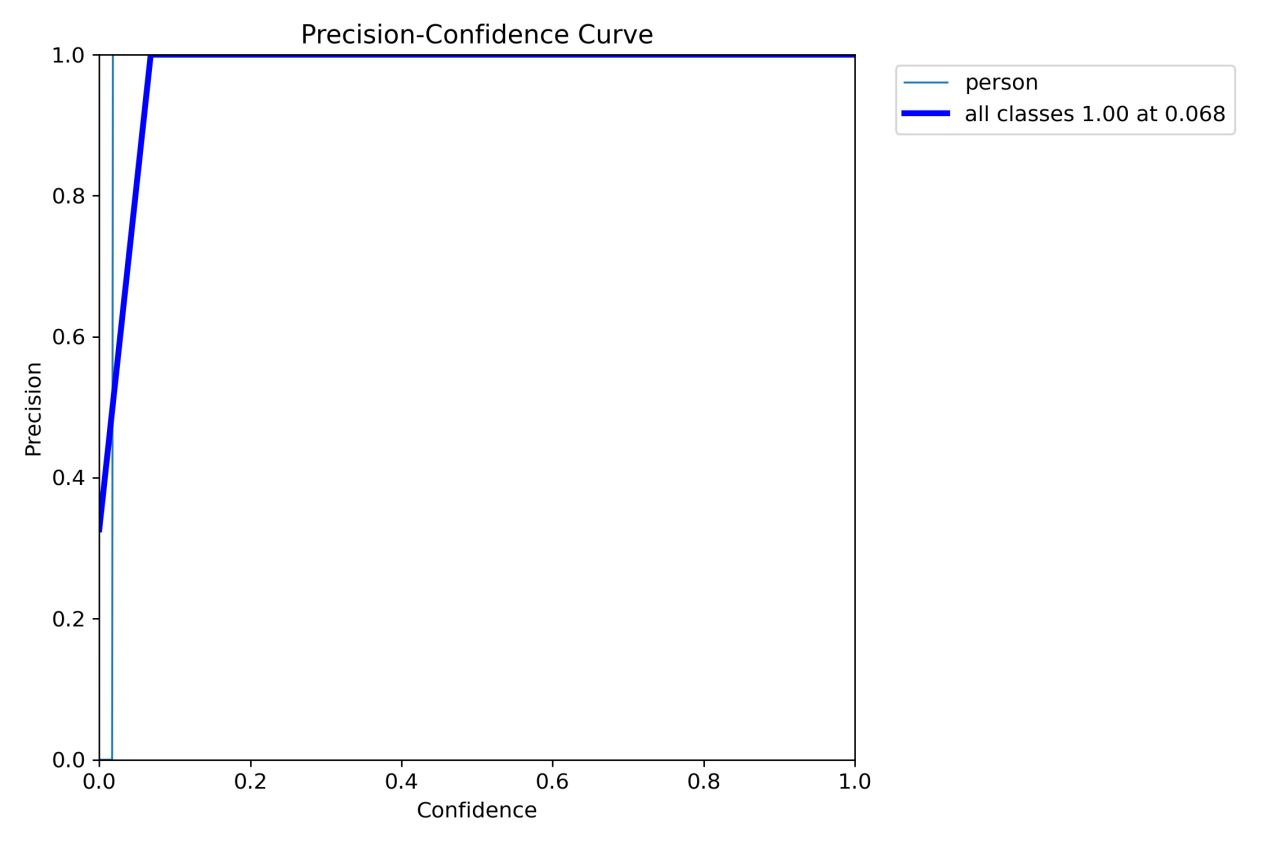 Precision-Confidence Curve
1.0
0.8
0.6
0.4
0.2
0.0
Precision
0.0 0.2 0.4 0.6 0.8 1.0
Confidence
person
all classes 1.00 at 0.068